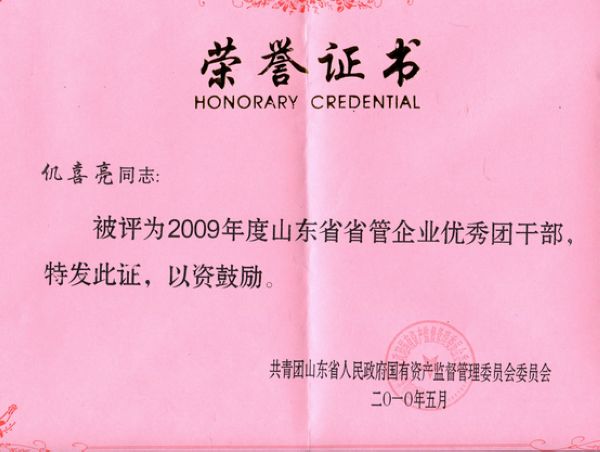 荣誉证书
HONORARY CREDENTIAL
仉喜亮同志：
被评为2009年度山东省省管企业优秀团干部，
特发此证，以资鼓励。
共青团山东省人民政府国有资产监督管理委员会委员会
二○一○年五月